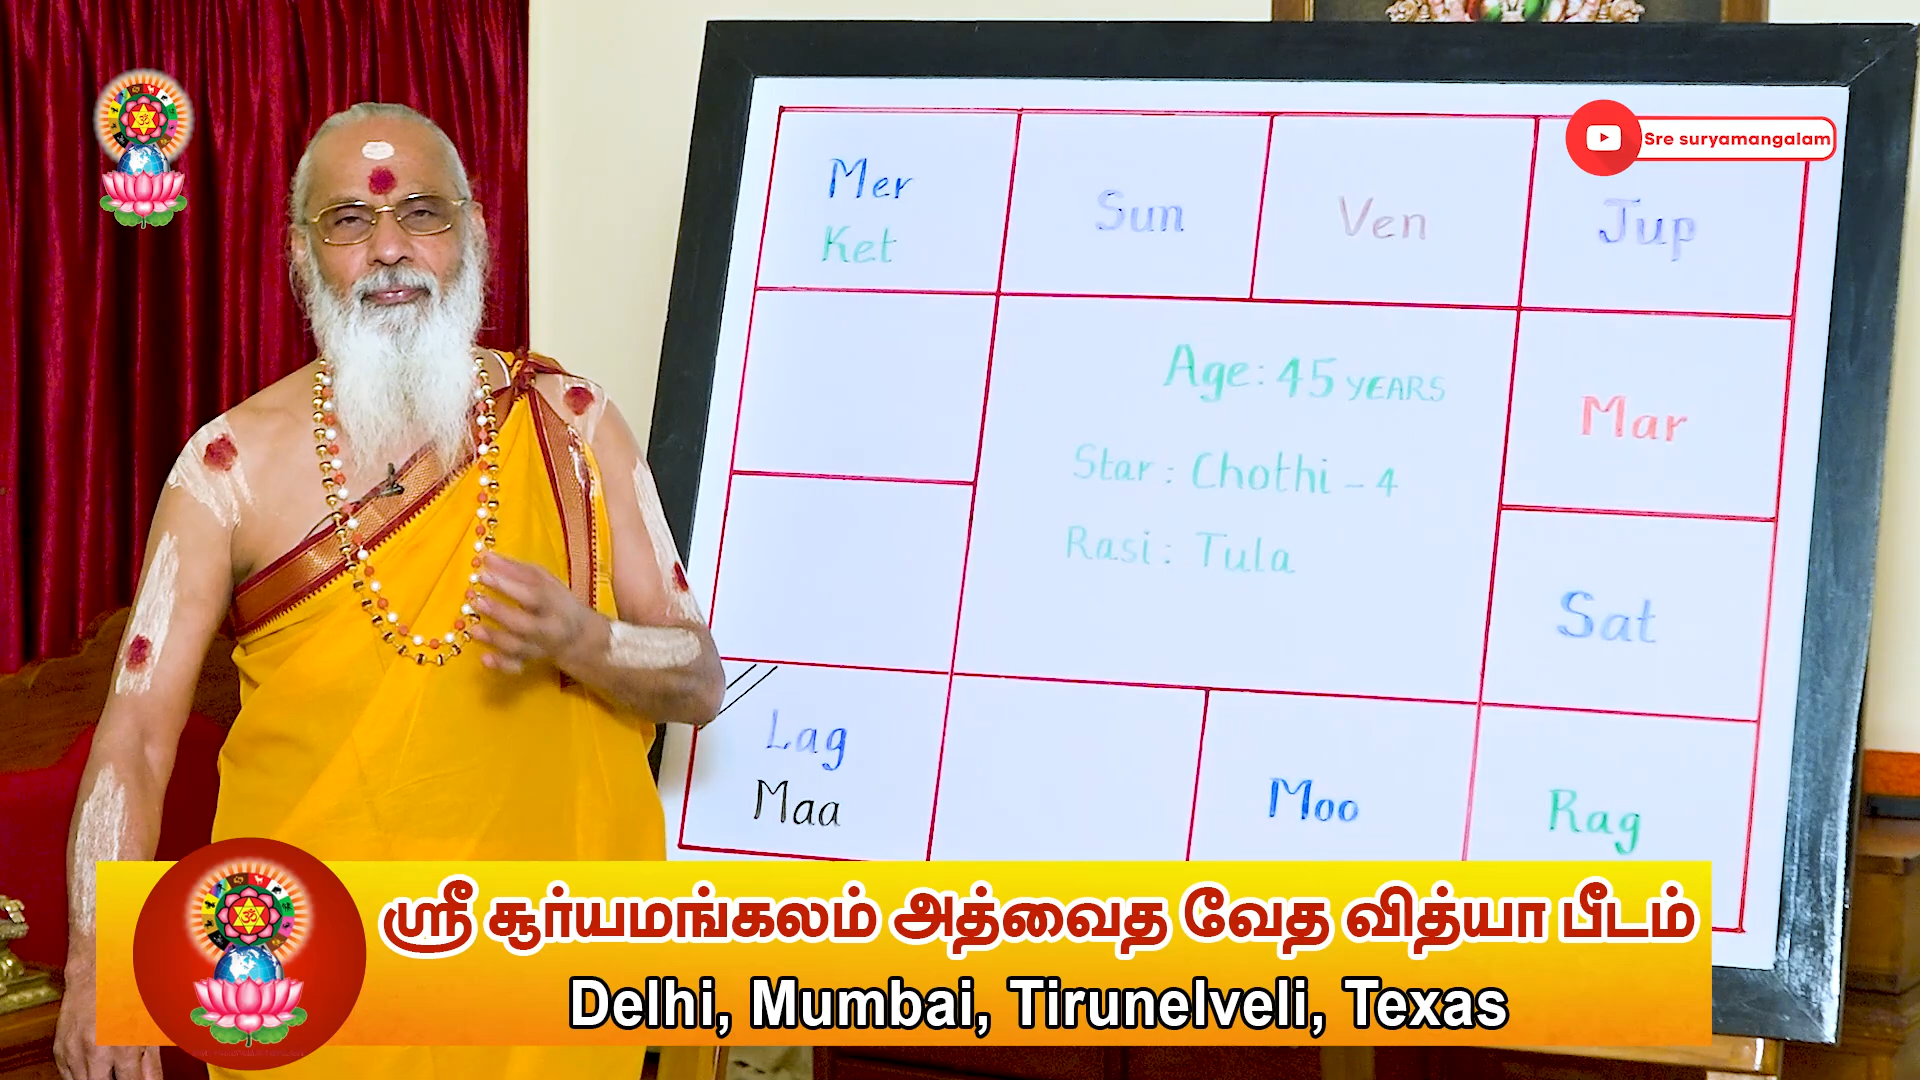 Sre suryamangalam
Mer
Ket
Sun
Ven
Jup
Age: 45 YEARS
Mar
Star: Chothi - 4
Rasi: Tula
Sat
Lag
Maa
Moo
Rag
ஸ்ரீ சூர்யமங்கலம் அத்வைத வேத வித்யா பீடம்
Delhi, Mumbai, Tirunelveli, Texas